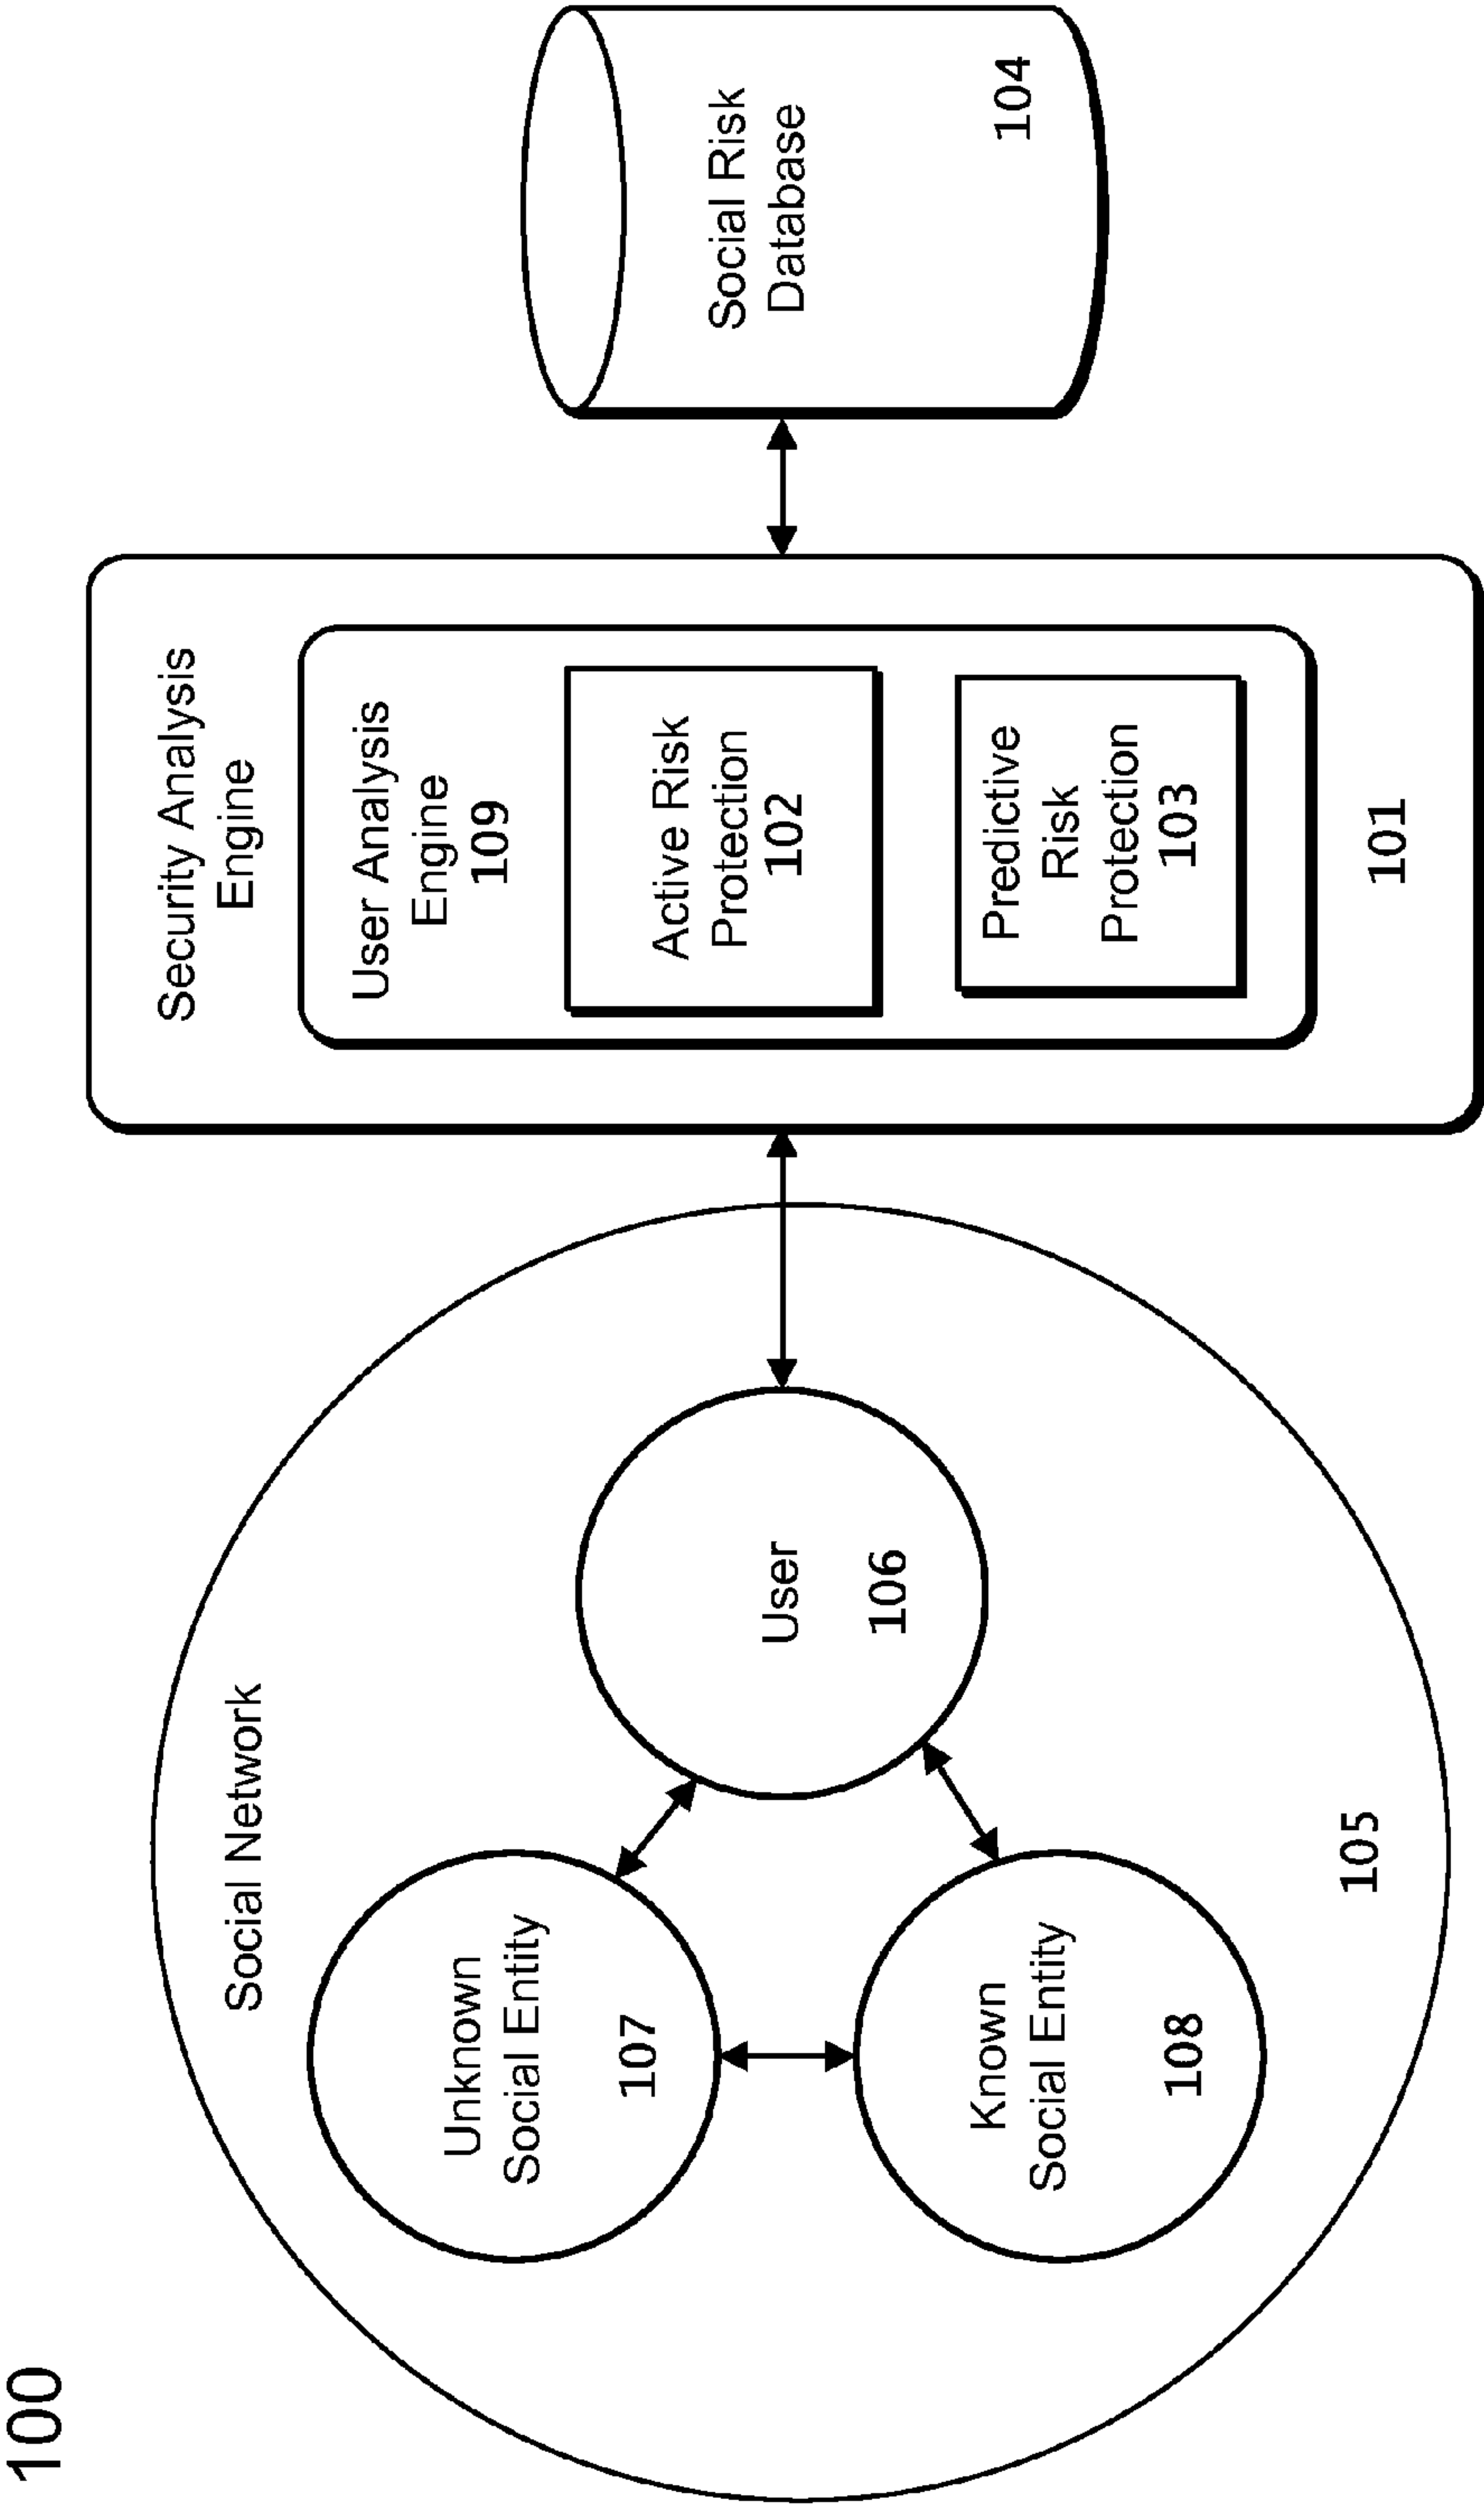 100
Social Network
Unknown
Social Entity
107
Known
Social Entity
108
User
106
105
Security Analysis
Engine
User Analysis
Engine
109
Active Risk
Protection
102
Predictive
Risk
Protection
103
101
Social Risk
Database
104